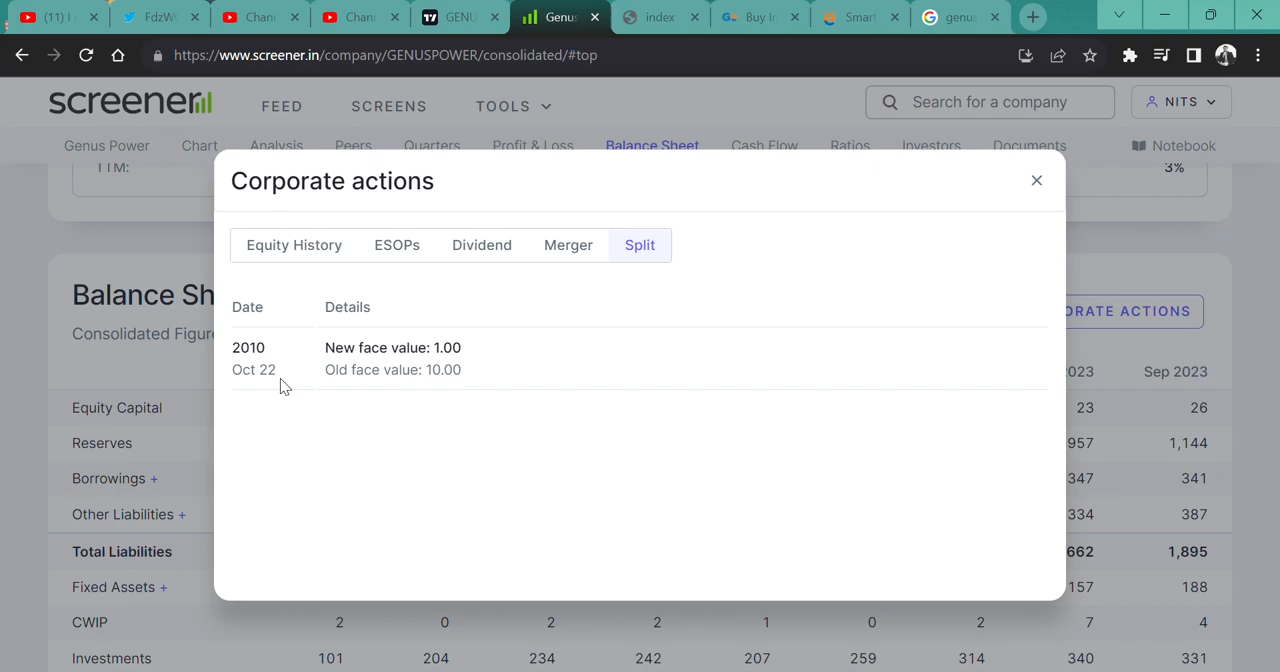 (11) I
FdzW
Chann
Chann
GENU
Genus
index
Buy In
Smart
genus
https://www.screener.in/company/GENUSPOWER/consolidated/#top
screener
FEED
SCREENS
TOOLS
Search for a company
NITS
Genus Power
Chart
Analysis
Peers
Quarters
Profit & Loss
Balance Sheet
Cash Flow
Ratios
Investors
Documents
Notebook
TTM:
3%
Corporate actions
Equity History
ESOPs
Dividend
Merger
Split
Date Details
2010 New face value: 1.00
Oct 22 Old face value: 10.00
Balance Sh
Consolidated Figure
ORATE ACTIONS
2023 Sep 2023
Equity Capital 23 26
Reserves 957 1,144
Borrowings + 347 341
Other Liabilities + 334 387
Total Liabilities 662 1,895
Fixed Assets + 157 188
CWIP 2 0 2 2 1 0 2 7 4
Investments 101 204 234 242 207 259 314 340 331